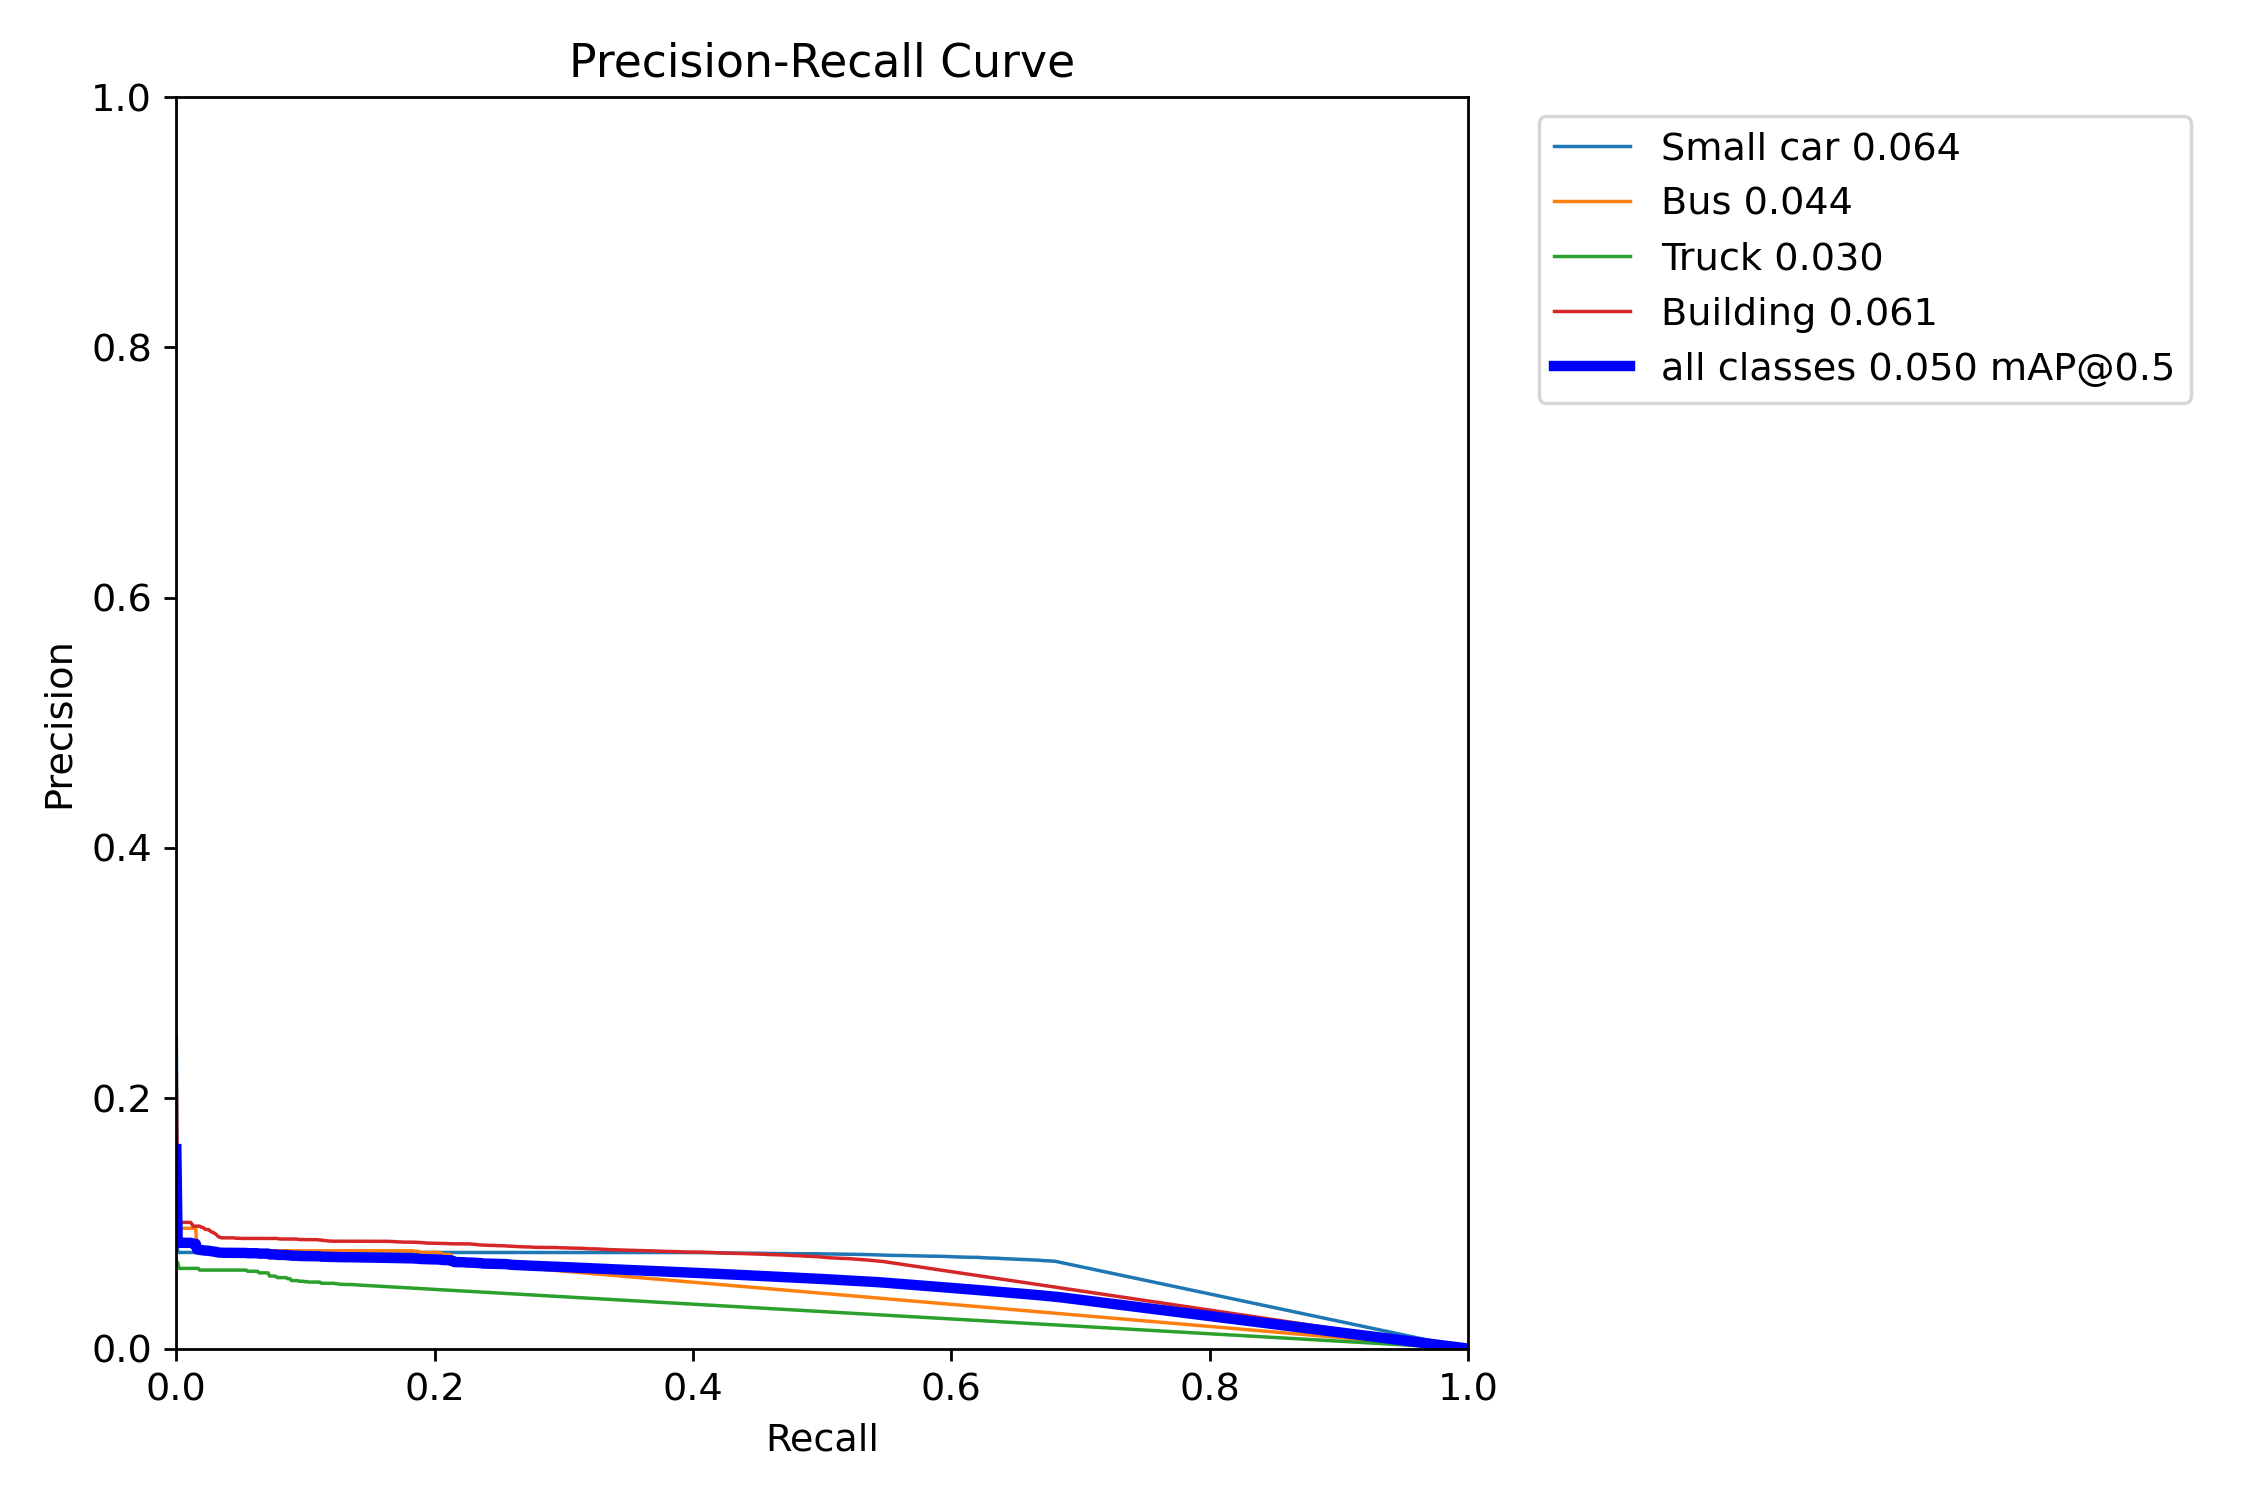 Precision-Recall Curve
1.0
0.8
0.6
0.4
0.2
0.0
Precision
0.0 0.2 0.4 0.6 0.8 1.0
Recall
Small car 0.064
Bus 0.044
Truck 0.030
Building 0.061
all classes 0.050 mAP@0.5